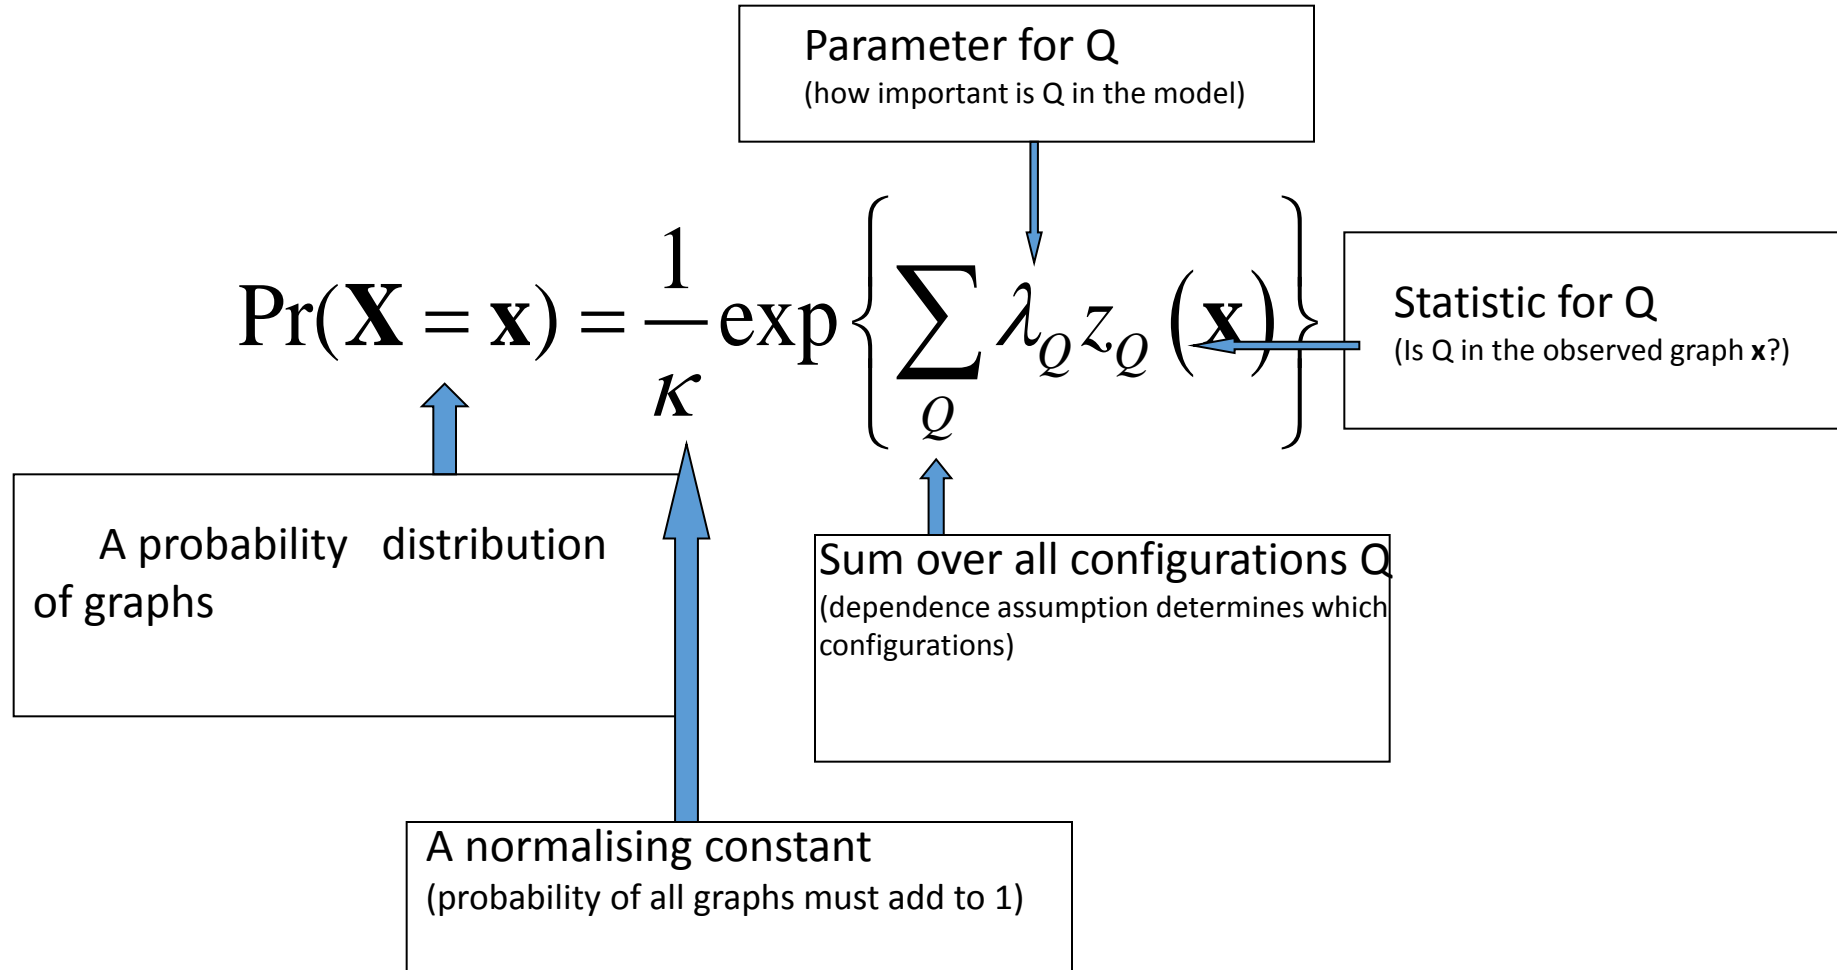 Parameter for Q
(how important is Q in the model)
Pr(X = x) = 1/κ exp { ∑_Q λ_Q z_Q (x) }
Statistic for Q
(Is Q in the observed graph x?)
A probability distribution
of graphs
Sum over all configurations Q
(dependence assumption determines which
configurations)
A normalising constant
(probability of all graphs must add to 1)